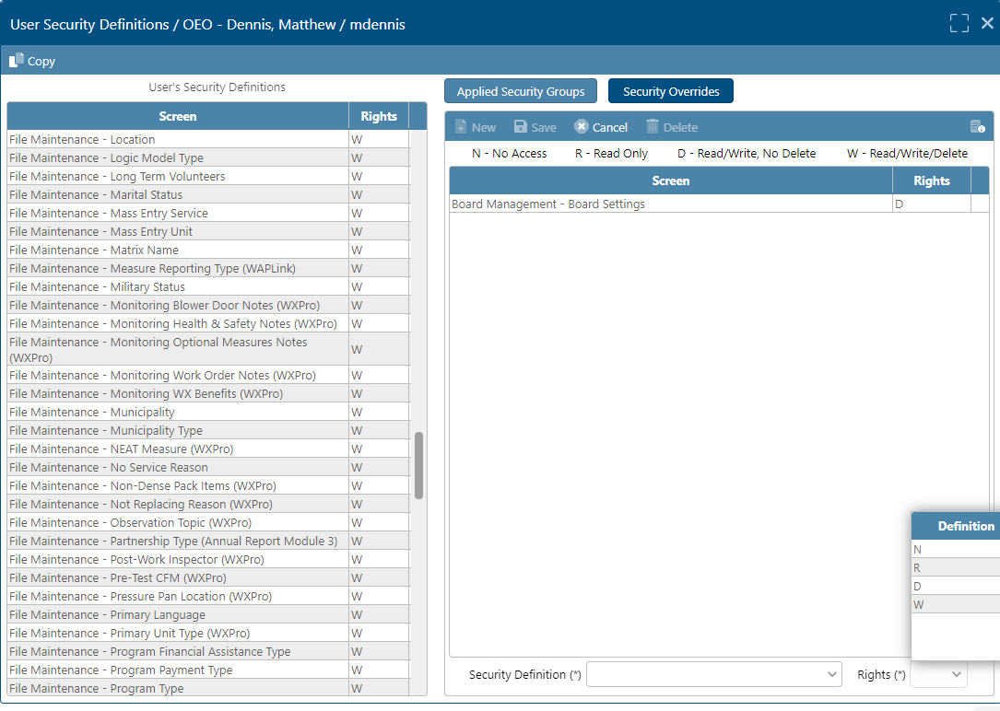 User Security Definitions / OEO - Dennis, Matthew / mdennis
Copy
User's Security Definitions
Screen Rights
File Maintenance - Location W
File Maintenance - Logic Model Type W
File Maintenance - Long Term Volunteers W
File Maintenance - Marital Status W
File Maintenance - Mass Entry Service W
File Maintenance - Mass Entry Unit W
File Maintenance - Matrix Name W
File Maintenance - Measure Reporting Type (WAPLink) W
File Maintenance - Military Status W
File Maintenance - Monitoring Blower Door Notes (WXPro) W
File Maintenance - Monitoring Health & Safety Notes (WXPro) W
File Maintenance - Monitoring Optional Measures Notes
(WXPro) W
File Maintenance - Monitoring Work Order Notes (WXPro) W
File Maintenance - Monitoring WX Benefits (WXPro) W
File Maintenance - Municipality W
File Maintenance - Municipality Type W
File Maintenance - NEAT Measure (WXPro) W
File Maintenance - No Service Reason W
File Maintenance - Non-Dense Pack Items (WXPro) W
File Maintenance - Not Replacing Reason (WXPro) W
File Maintenance - Observation Topic (WXPro) W
File Maintenance - Partnership Type (Annual Report Module 3) W
File Maintenance - Post-Work Inspector (WXPro) W
File Maintenance - Pre-Test CFM (WXPro) W
File Maintenance - Pressure Pan Location (WXPro) W
File Maintenance - Primary Language W
File Maintenance - Primary Unit Type (WXPro) W
File Maintenance - Program Financial Assistance Type W
File Maintenance - Program Payment Type W
File Maintenance - Program Type W
Applied Security Groups Security Overrides
New Save Cancel Delete
N - No Access R - Read Only D - Read/Write, No Delete W - Read/Write/Delete
Screen Rights
Board Management - Board Settings D
Definition
N
R
D
W
Security Definition (*) Rights (*)